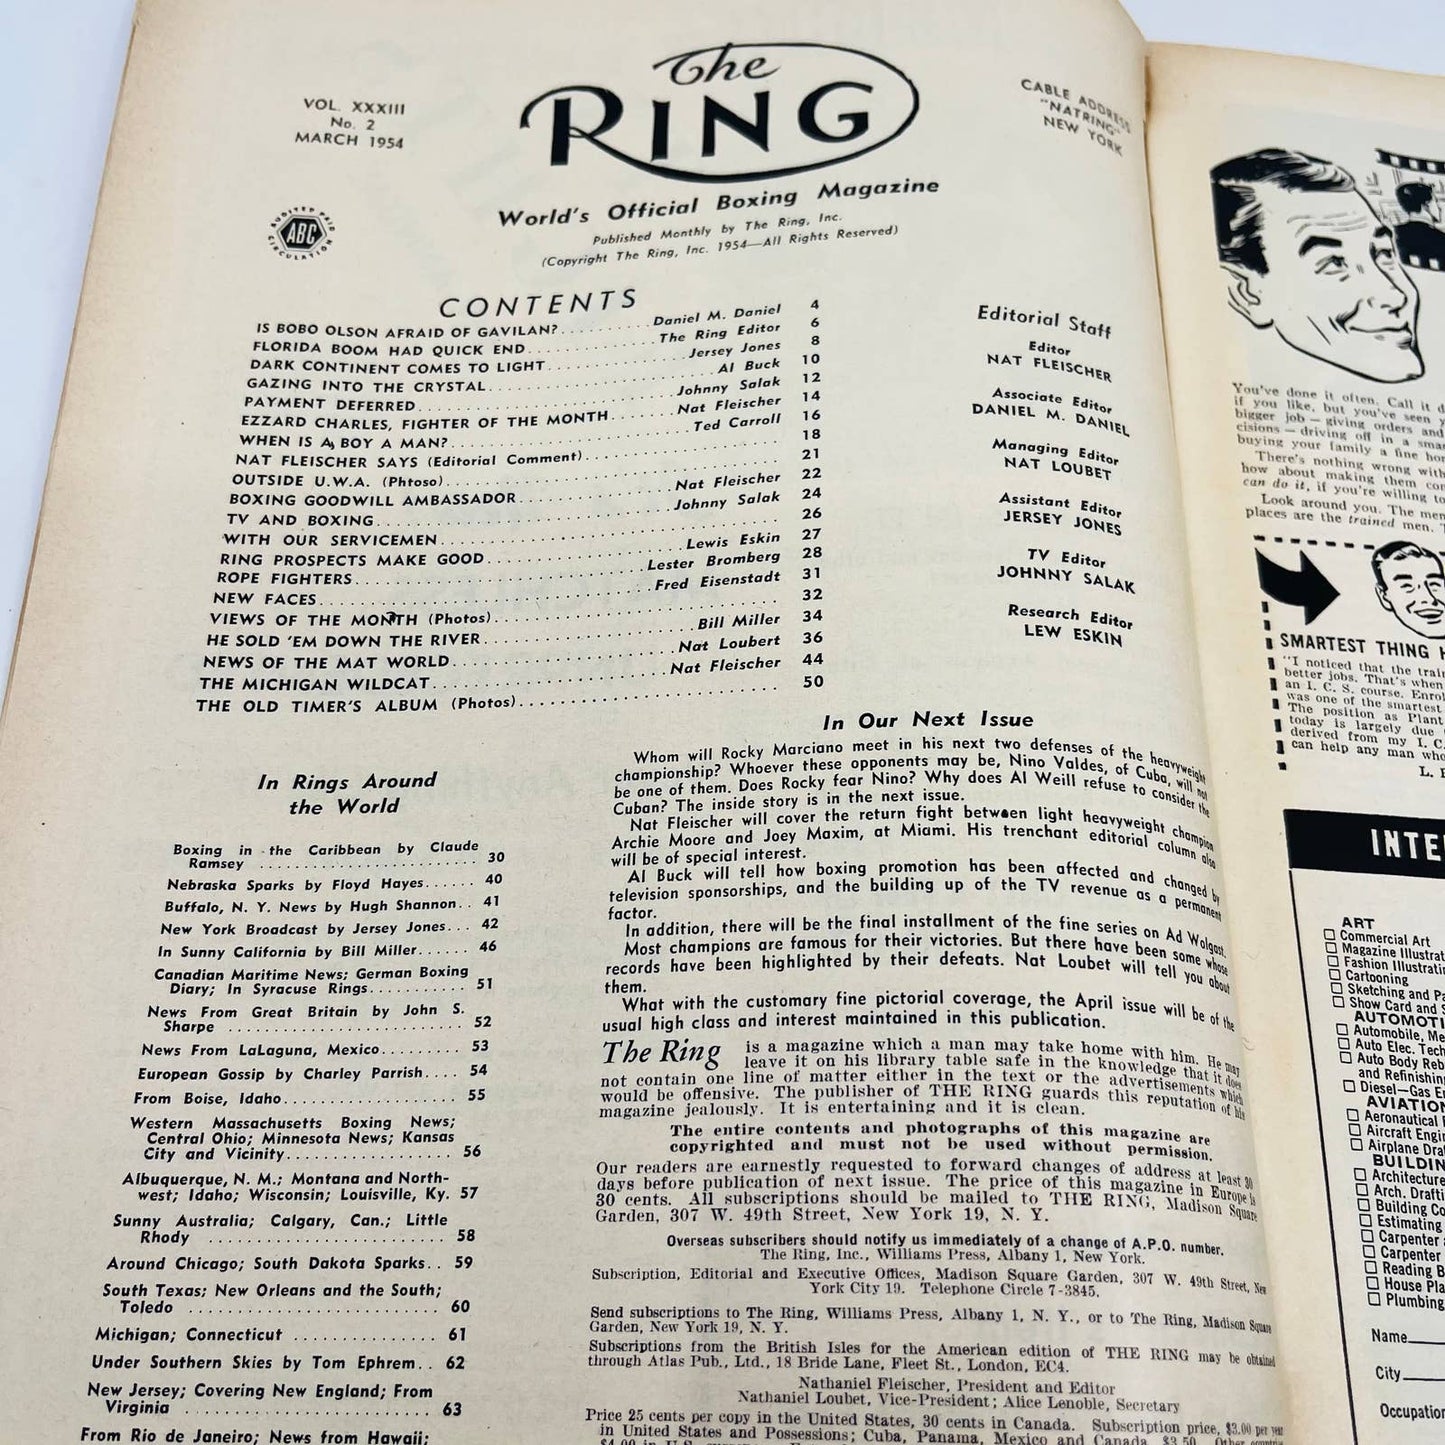 VOL. XXXIII
No. 2
MARCH 1954
The
RING
CABLE ADDRESS
"NATRING"
NEW YORK
AUDITED PAID
ABC
CIRCULATION
World's Official Boxing Magazine
Published Monthly by The Ring, Inc.
(Copyright The Ring, Inc. 1954—All Rights Reserved)
CONTENTS
IS BOBO OLSON AFRAID OF GAVILAN?..........Daniel M. Daniel 4
FLORIDA BOOM HAD QUICK END..........The Ring Editor 6
DARK CONTINENT COMES TO LIGHT..........Jersey Jones 8
GAZING INTO THE CRYSTAL..........Al Buck 10
PAYMENT DEFERRED..........Johnny Salak 12
EZZARD CHARLES, FIGHTER OF THE MONTH..........Nat Fleischer 14
WHEN IS A BOY A MAN?..........Ted Carroll 16
NAT FLEISCHER SAYS (Editorial Comment)..........18
OUTSIDE U.W.A. (Phtoso)..........21
BOXING GOODWILL AMBASSADOR..........Nat Fleischer 22
TV AND BOXING..........Johnny Salak 24
WITH OUR SERVICEMEN..........26
RING PROSPECTS MAKE GOOD..........Lewis Eskin 27
ROPE FIGHTERS..........Lester Bromberg 28
NEW FACES..........Fred Eisenstadt 31
VIEWS OF THE MONTH (Photos)..........32
HE SOLD 'EM DOWN THE RIVER..........Bill Miller 34
NEWS OF THE MAT WORLD..........Nat Loubert 36
THE MICHIGAN WILDCAT..........Nat Fleischer 44
THE OLD TIMER'S ALBUM (Photos)..........50
Editorial Staff
Editor
NAT FLEISCHER
Associate Editor
DANIEL M. DANIEL
Managing Editor
NAT LOUBET
Assistant Editor
JERSEY JONES
TV Editor
JOHNNY SALAK
Research Editor
LEW ESKIN
In Rings Around
the World
Boxing in the Caribbean by Claude
Ramsey .......... 30
Nebraska Sparks by Floyd Hayes...... 40
Buffalo, N. Y. News by Hugh Shannon.. 41
New York Broadcast by Jersey Jones... 42
In Sunny California by Bill Miller...... 46
Canadian Maritime News; German Boxing
Diary; In Syracuse Rings.......... 51
News From Great Britain by John S.
Sharpe .......... 52
News From LaLaguna, Mexico......... 53
European Gossip by Charley Parrish.... 54
From Boise, Idaho.......... 55
Western Massachusetts Boxing News;
Central Ohio; Minnesota News; Kansas
City and Vicinity.......... 56
Albuquerque, N. M.; Montana and North-
west; Idaho; Wisconsin; Louisville, Ky. 57
Sunny Australia; Calgary, Can.; Little
Rhody .......... 58
Around Chicago; South Dakota Sparks.. 59
South Texas; New Orleans and the South;
Toledo .......... 60
Michigan; Connecticut .......... 61
Under Southern Skies by Tom Ephrem.. 62
New Jersey; Covering New England; From
Virginia .......... 63
From Rio de Janeiro; News from Hawaii;
In Our Next Issue
Whom will Rocky Marciano meet in his next two defenses of the heavyweight
championship? Whoever these opponents may be, Nino Valdes, of Cuba, will not
be one of them. Does Rocky fear Nino? Why does Al Weill refuse to consider the
Cuban? The inside story is in the next issue.
Nat Fleischer will cover the return fight between light heavyweight champion
Archie Moore and Joey Maxim, at Miami. His trenchant editorial column also
will be of special interest.
Al Buck will tell how boxing promotion has been affected and changed by
television sponsorships, and the building up of the TV revenue as a permanent
factor.
In addition, there will be the final installment of the fine series on Ad Wolgast.
Most champions are famous for their victories. But there have been some whose
records have been highlighted by their defeats. Nat Loubet will tell you about
them.
What with the customary fine pictorial coverage, the April issue will be of the
usual high class and interest maintained in this publication.
The Ring is a magazine which a man may take home with him. He may
leave it on his library table safe in the knowledge that it does
not contain one line of matter either in the text or the advertisements which
would be offensive. The publisher of THE RING guards this reputation of his
magazine jealously. It is entertaining and it is clean.
The entire contents and photographs of this magazine are
copyrighted and must not be used without permission.
Our readers are earnestly requested to forward changes of address at least 30
days before publication of next issue. The price of this magazine in Europe is
30 cents. All subscriptions should be mailed to THE RING, Madison Square
Garden, 307 W. 49th Street, New York 19, N. Y.
Overseas subscribers should notify us immediately of a change of A.P.O. number.
The Ring, Inc., Williams Press, Albany 1, New York.
Subscription, Editorial and Executive Offices, Madison Square Garden, 307 W. 49th Street, New
York City 19. Telephone Circle 7-3845.
Send subscriptions to The Ring, Williams Press, Albany 1, N. Y., or to The Ring, Madison Square
Garden, New York 19, N. Y.
Subscriptions from the British Isles for the American edition of THE RING may be obtained
through Atlas Pub., Ltd., 18 Bride Lane, Fleet St., London, EC4.
Nathaniel Fleischer, President and Editor
Nathaniel Loubet, Vice-President; Alice Lenoble, Secretary
Price 25 cents per copy in the United States, 30 cents in Canada. Subscription price, $3.00 per year
in United States and Possessions; Cuba, Panama, Mexico and Canada, $3.50. Other countries
You've done it often. Call it
if you like, but you've seen
bigger job — giving orders and
cisions — driving off in a
buying your family a fine
There's nothing wrong
how about making them
can do it, if you're willing to
Look around you. The men
places are the trained men.
SMARTEST THING
"I noticed that the
better jobs. That's when
an I. C. S. course.
was one of the smartest
The position as Plant
today is largely due
derived from my I. C.
can help any man who
L.
INTE
ART
Commercial Art
Magazine
Fashion
Cartooning
Sketching and
Show Card and
Automobile,
Auto Elec.
Auto Body
and Refinishing
Diesel—Gas
Aeronautical
Aircraft
Airplane
Architecture
Arch.
Building
Estimating
Carpenter
Carpenter
Reading
House
Plumbing
Name
City
Occupation